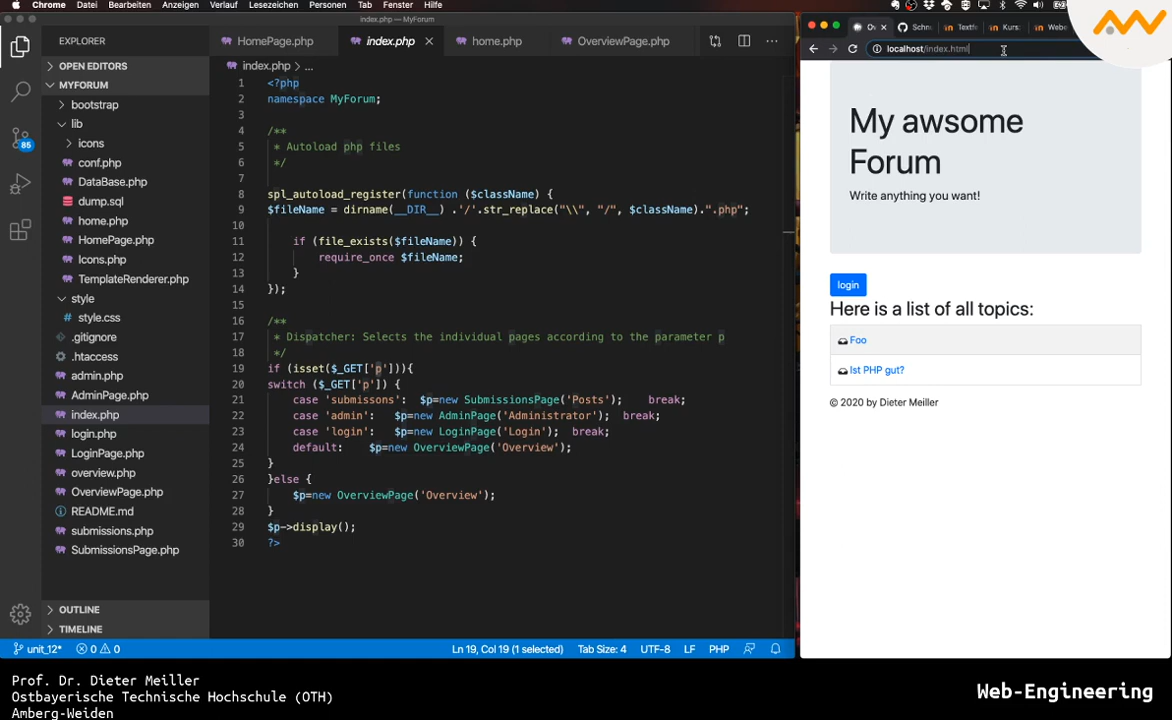 Chrome Datei Bearbeiten Anzeigen Verlauf Lesezeichen Personen Tab Fenster Hilfe
index.php — MyForum
EXPLORER
OPEN EDITORS
MYFORUM
bootstrap
lib
icons
conf.php
DataBase.php
dump.sql
home.php
HomePage.php
Icons.php
TemplateRenderer.php
style
style.css
.gitignore
.htaccess
admin.php
AdminPage.php
index.php
login.php
LoginPage.php
overview.php
OverviewPage.php
README.md
submissions.php
SubmissionsPage.php
OUTLINE
TIMELINE
85
HomePage.php index.php home.php OverviewPage.php
index.php > ...
1 <?php
2 namespace MyForum;
3
4 /**
5 * Autoload php files
6 */
7
8 spl_autoload_register(function ($className) {
9 $fileName = dirname(__DIR__) .'/'.str_replace("\\", "/", $className).".php";
10
11 if (file_exists($fileName)) {
12 require_once $fileName;
13 }
14 });
15
16 /**
17 * Dispatcher: Selects the individual pages according to the parameter p
18 */
19 if (isset($_GET['p'])){
20 switch ($_GET['p']) {
21 case 'submissons': $p=new SubmissionsPage('Posts'); break;
22 case 'admin': $p=new AdminPage('Administrator'); break;
23 case 'login': $p=new LoginPage('Login'); break;
24 default: $p=new OverviewPage('Overview');
25 }
26 }else {
27 $p=new OverviewPage('Overview');
28 }
29 $p->display();
30 ?>
unit_12* 0 0 Ln 19, Col 19 (1 selected) Tab Size: 4 UTF-8 LF PHP
Ov Schn Textf Kurs: Web
localhost/index.html
My awsome
Forum
Write anything you want!
login
Here is a list of all topics:
Foo
Ist PHP gut?
© 2020 by Dieter Meiller
Prof. Dr. Dieter Meiller
Ostbayerische Technische Hochschule (OTH)
Amberg-Weiden
Web-Engineering